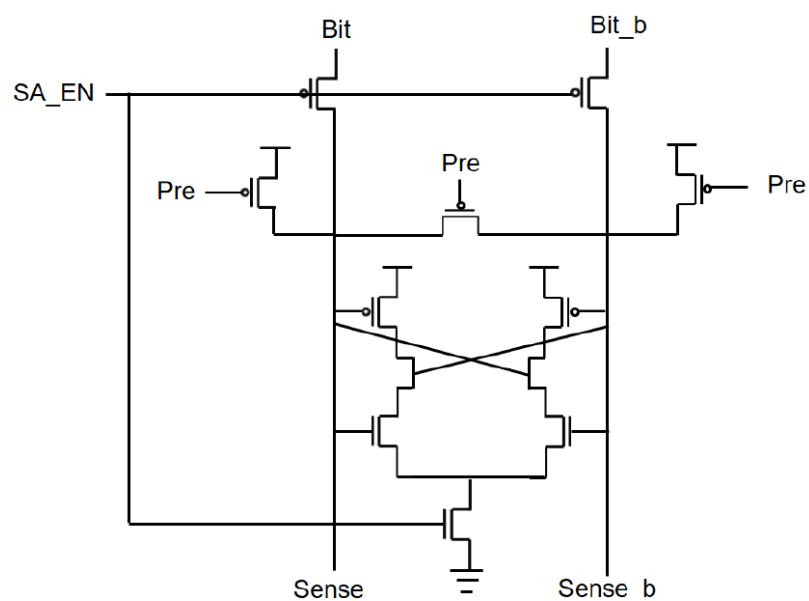 Bit
Bit_b
SA_EN
Pre
Pre
Pre
Sense
Sense_b